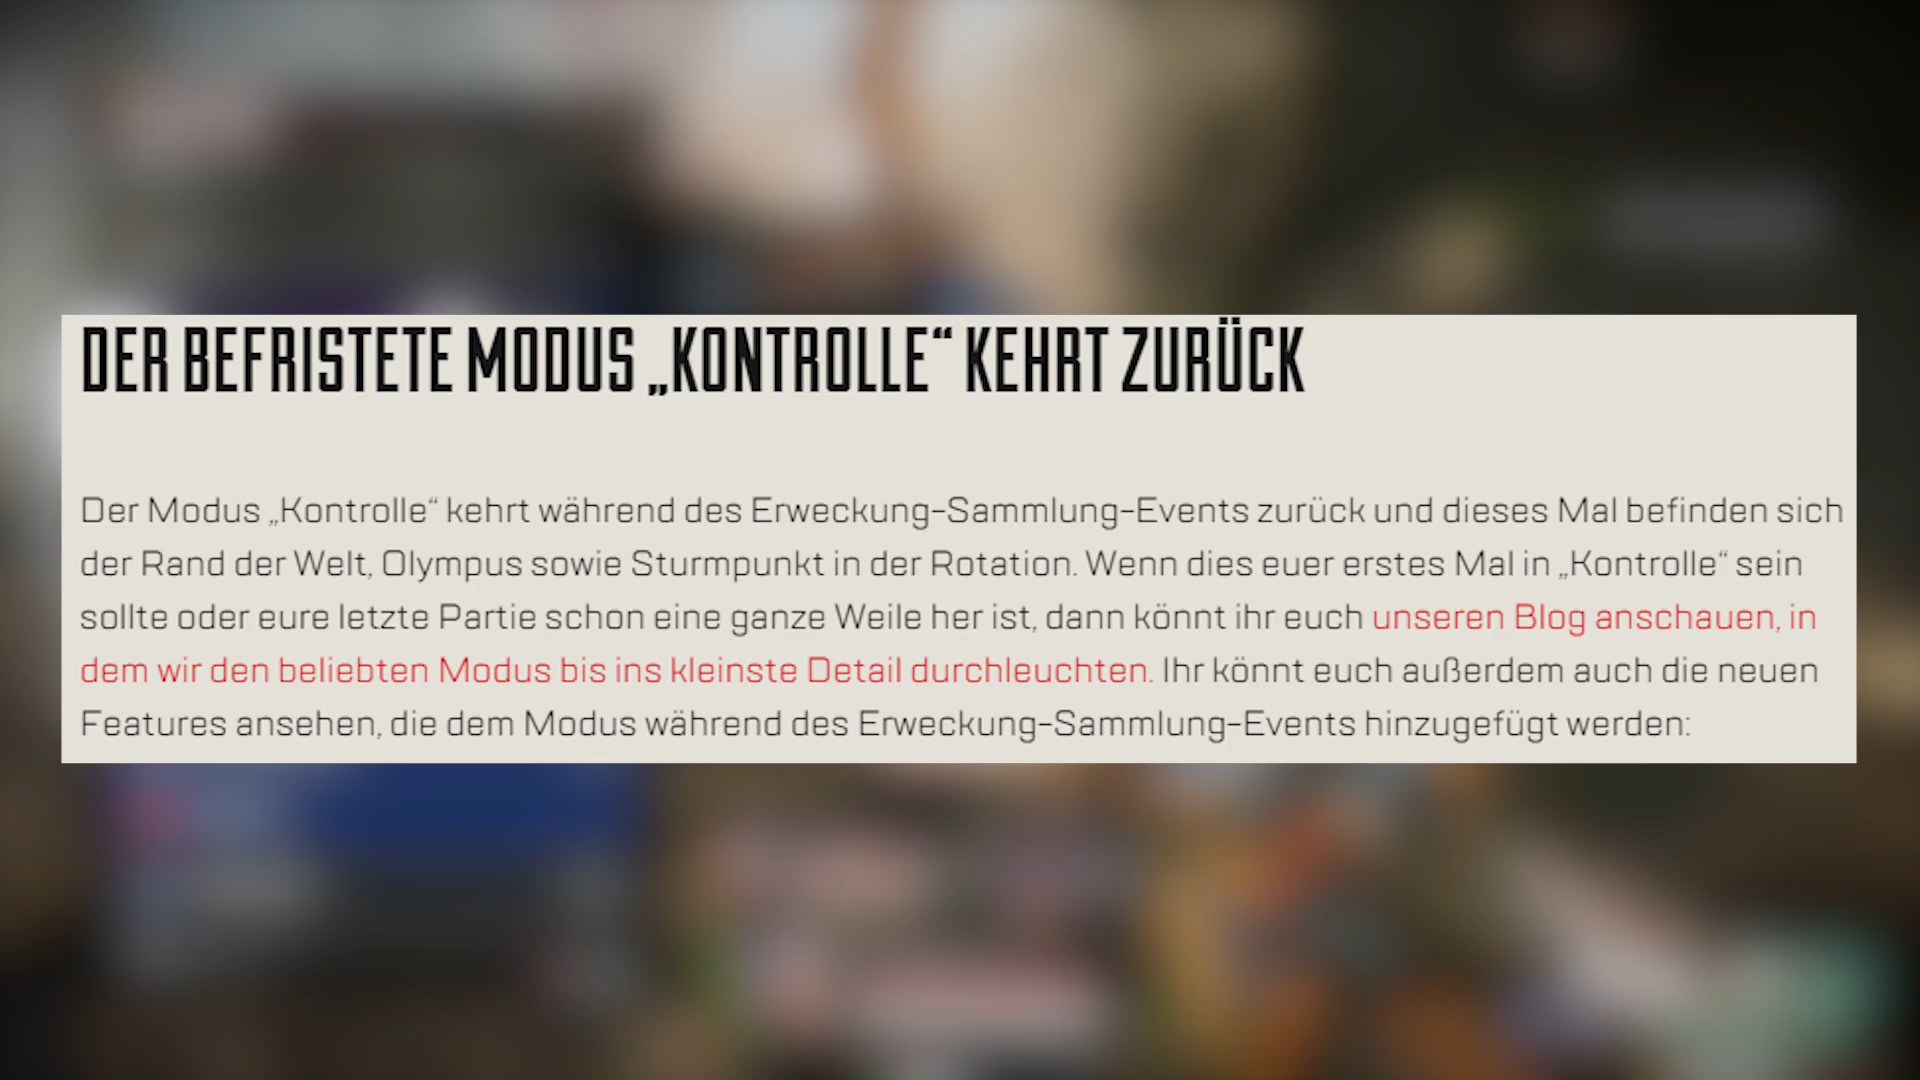 DER BEFRISTETE MODUS „KONTROLLE“ KEHRT ZURÜCK
Der Modus „Kontrolle“ kehrt während des Erweckung-Sammlung-Events zurück und dieses Mal befinden sich
der Rand der Welt, Olympus sowie Sturmpunkt in der Rotation. Wenn dies euer erstes Mal in „Kontrolle“ sein
sollte oder eure letzte Partie schon eine ganze Weile her ist, dann könnt ihr euch unseren Blog anschauen, in
dem wir den beliebten Modus bis ins kleinste Detail durchleuchten. Ihr könnt euch außerdem auch die neuen
Features ansehen, die dem Modus während des Erweckung-Sammlung-Events hinzugefügt werden: